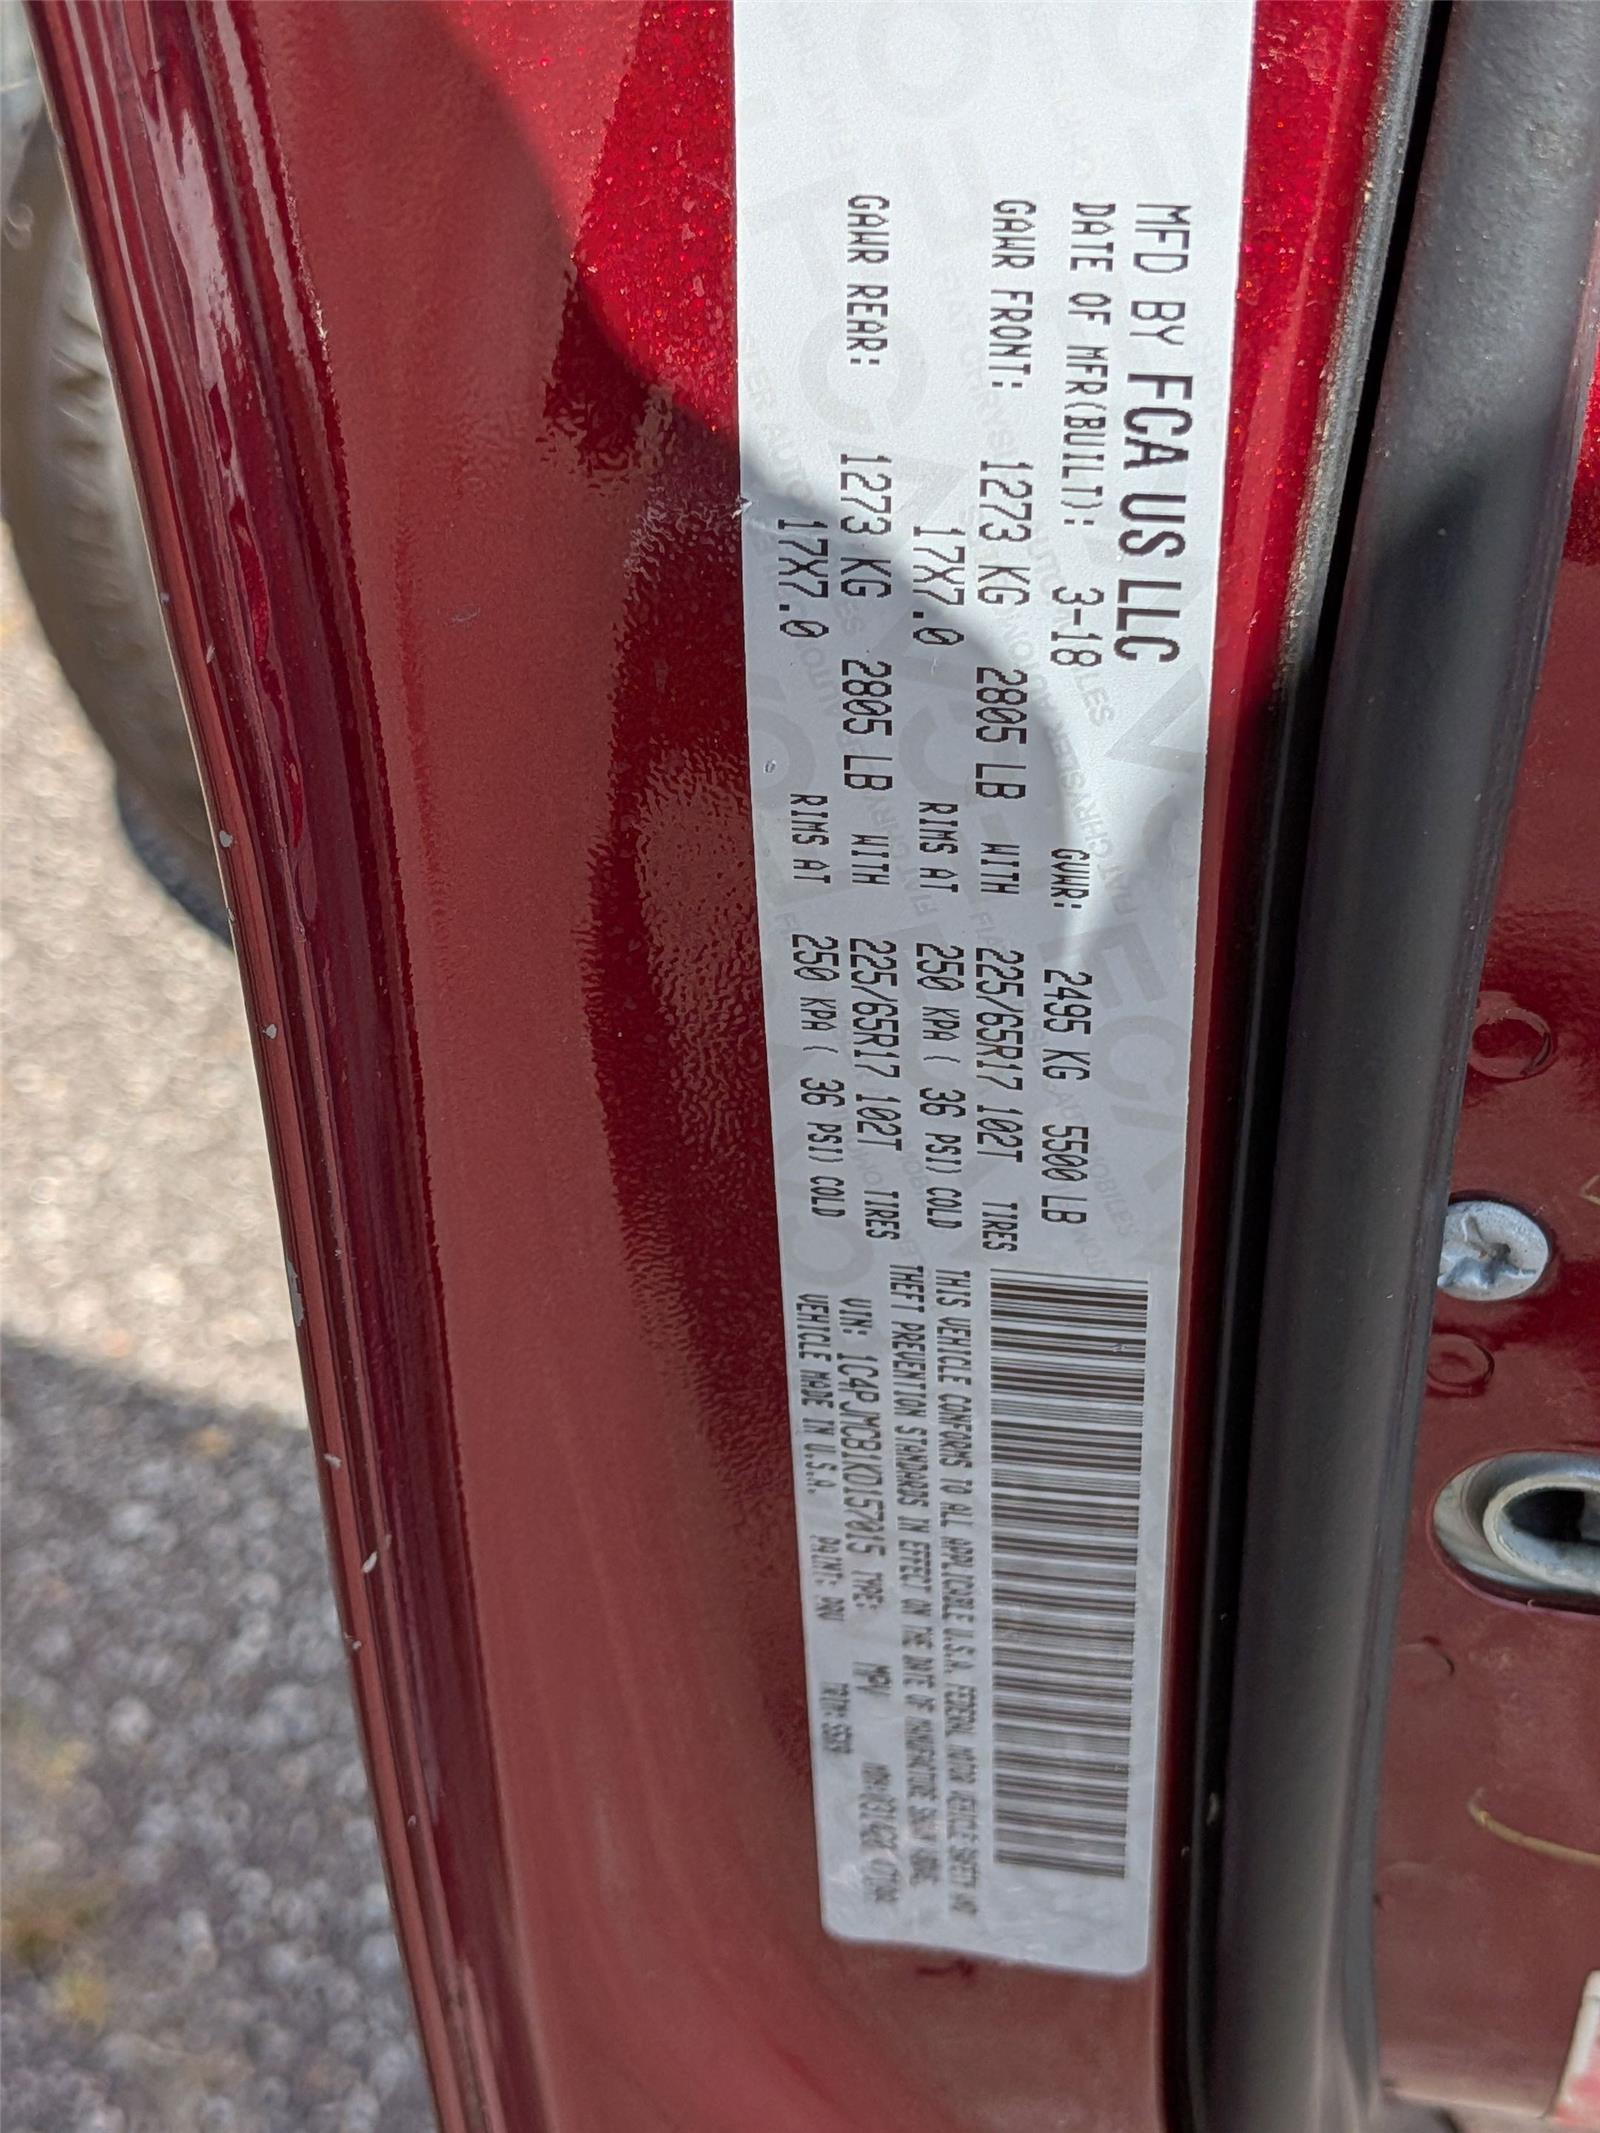 MFD BY FCA US LLC
DATE OF MFR(BUILT): 3-18 GVWR: 2495 KG 5500 LB
GAWR FRONT: 1273 KG 2805 LB WITH 225/65R17 102T TIRES
17X7.0 RIMS AT 250 KPA ( 36 PSI) COLD
GAWR REAR: 1273 KG 2805 LB WITH 225/65R17 102T TIRES
17X7.0 RIMS AT 250 KPA ( 36 PSI) COLD
THIS VEHICLE CONFORMS TO ALL APPLICABLE U.S.A. FEDERAL MOTOR VEHICLE SAFETY AND
THEFT PREVENTION STANDARDS IN EFFECT ON THE DATE OF MANUFACTURE SHOWN ABOVE.
VIN: 1C4PJMCB1KD157015 TYPE: MPV
VEHICLE MADE IN U.S.A. PAINT: PRV TRIM: